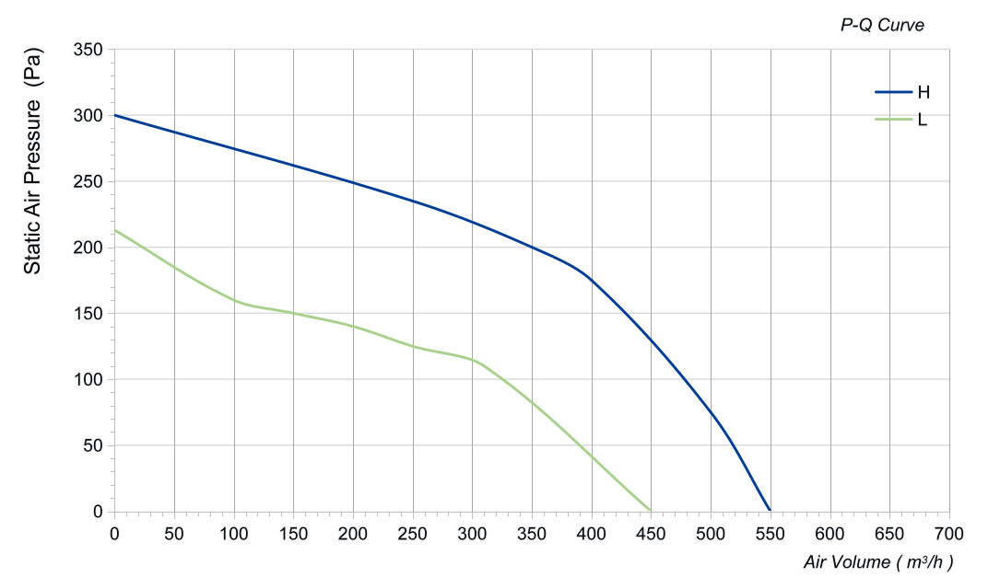 P-Q Curve
Static Air Pressure (Pa)
350
300
250
200
150
100
50
0
H
L
0 50 100 150 200 250 300 350 400 450 500 550 600 650 700
Air Volume ( m³/h )